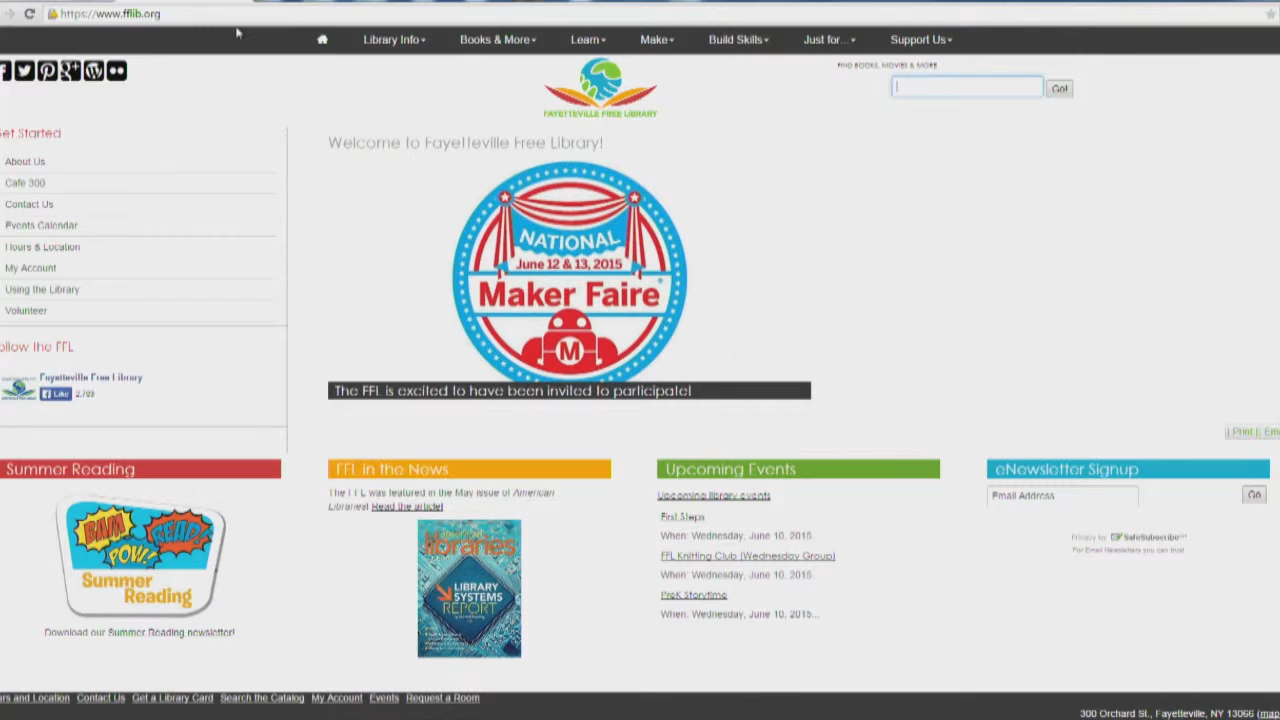 https://www.fflib.org
Library Info Books & More Learn Make Build Skills Just for... Support Us
FIND BOOKS, MOVIES & MORE
Go!
FAYETTEVILLE FREE LIBRARY
Get Started
About Us
Cafe 300
Contact Us
Events Calendar
Hours & Location
My Account
Using the Library
Volunteer
Follow the FFL
Fayetteville Free Library
Like 2,793
Welcome to Fayetteville Free Library!
NATIONAL
June 12 & 13, 2015
Maker Faire
M
The FFL is excited to have been invited to participate!
| Print |
Summer Reading
BAM READ!
POW!
Summer
Reading
Download our Summer Reading newsletter!
FFL in the News
The FFL was featured in the May issue of American
Libraries! Read the article!
libraries
LIBRARY
SYSTEMS
REPORT
Upcoming Events
Upcoming library events
First Steps
When: Wednesday, June 10, 2015
FFL Knitting Club (Wednesday Group)
When: Wednesday, June 10, 2015
PreK Storytime
When: Wednesday, June 10, 2015...
eNewsletter Signup
Email Address Go
Privacy by SafeSubscribe
For Email Newsletters you can trust
urs and Location Contact Us Get a Library Card Search the Catalog My Account Events Request a Room
300 Orchard St., Fayetteville, NY 13066 (map